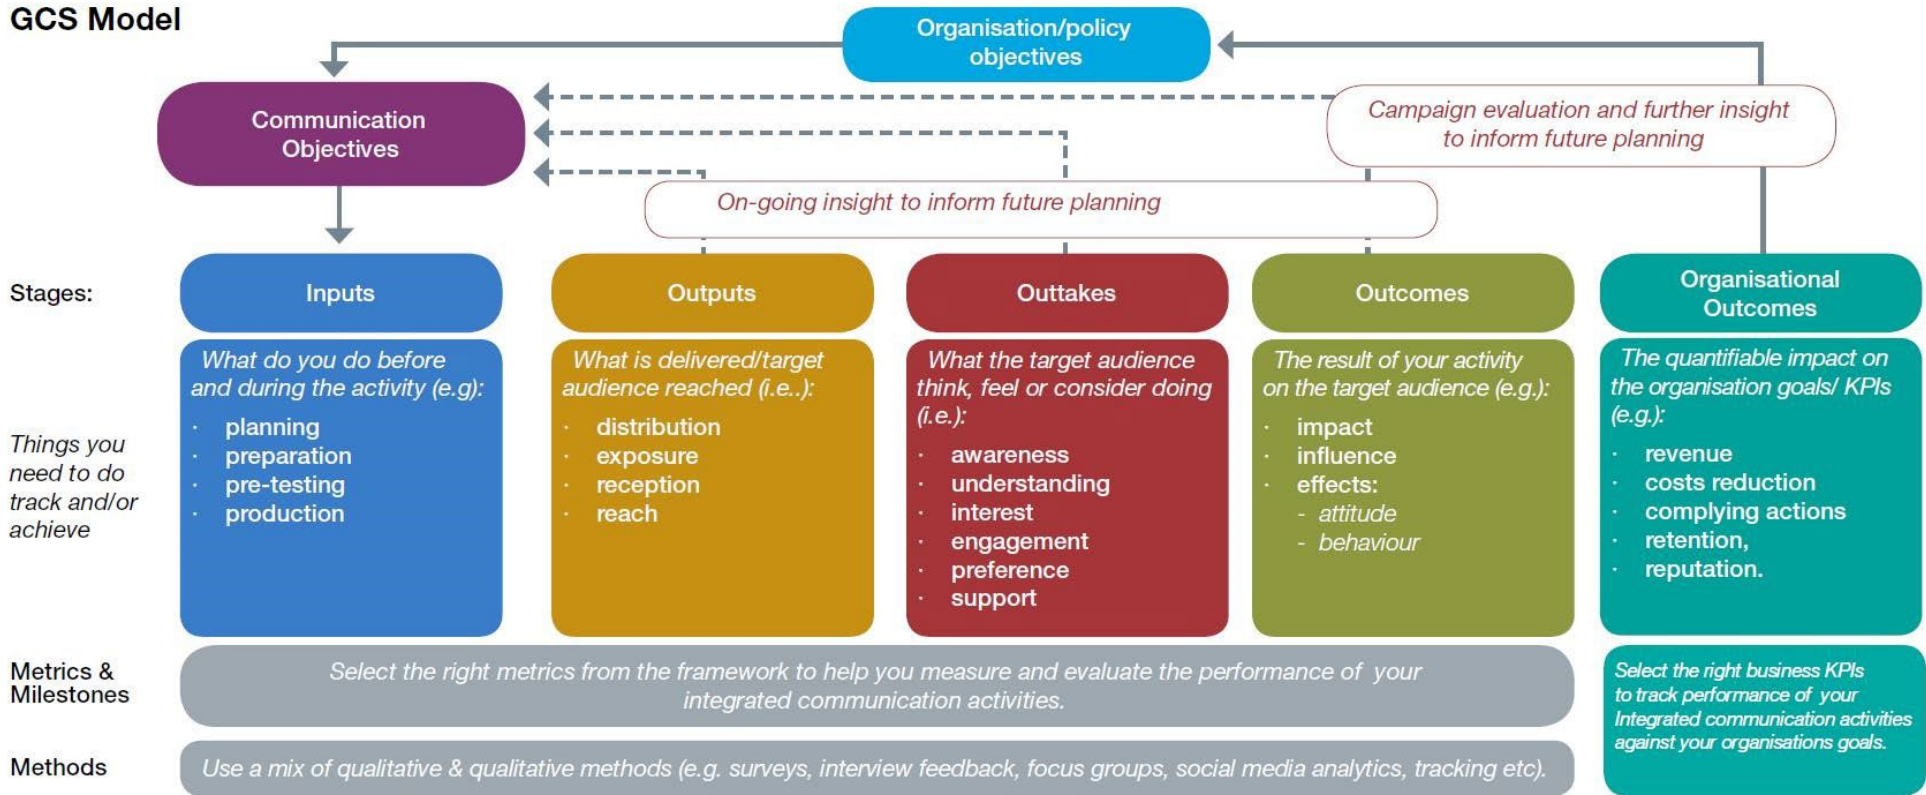 GCS Model
Organisation/policy
objectives
Communication
Objectives
Campaign evaluation and further insight
to inform future planning
On-going insight to inform future planning
Stages:
Inputs
Outputs
Outtakes
Outcomes
Organisational
Outcomes
Things you
need to do
track and/or
achieve
What do you do before
and during the activity (e.g):
· planning
· preparation
· pre-testing
· production
What is delivered/target
audience reached (i.e..):
· distribution
· exposure
· reception
· reach
What the target audience
think, feel or consider doing
(i.e.):
· awareness
· understanding
· interest
· engagement
· preference
· support
The result of your activity
on the target audience (e.g.):
· impact
· influence
· effects:
- attitude
- behaviour
The quantifiable impact on
the organisation goals/ KPIs
(e.g.):
· revenue
· costs reduction
· complying actions
· retention,
· reputation.
Metrics &
Milestones
Select the right metrics from the framework to help you measure and evaluate the performance of your
integrated communication activities.
Select the right business KPIs
to track performance of your
Integrated communication activities
against your organisations goals.
Methods
Use a mix of qualitative & qualitative methods (e.g. surveys, interview feedback, focus groups, social media analytics, tracking etc).